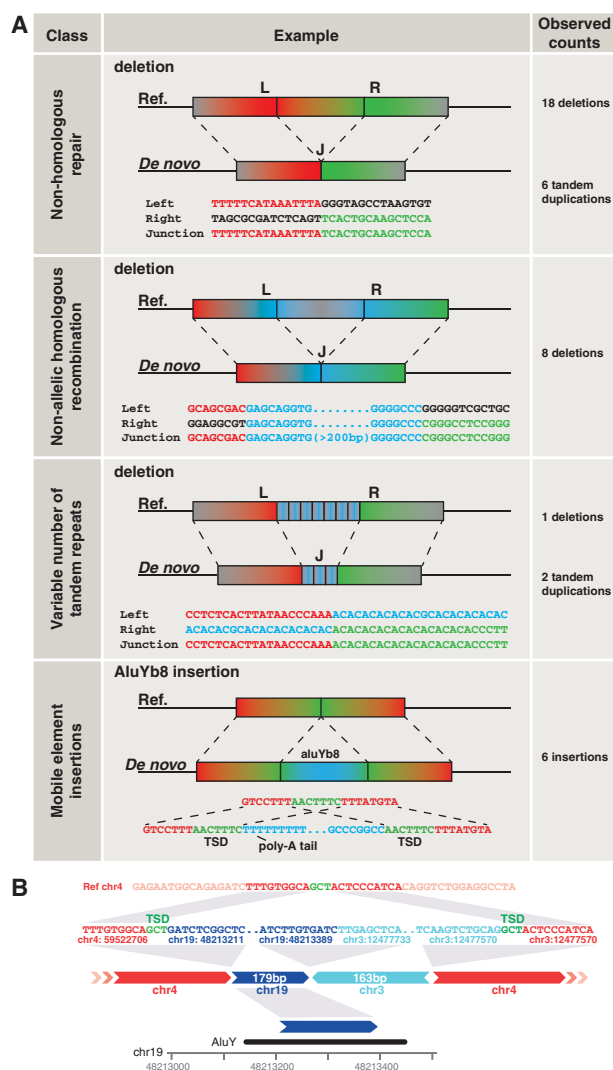 A
Class
Example
Observed
counts
Non-homologous
repair
deletion
L
R
Ref.
J
De novo
Left TTTTTCATAAATTTAGGGTAGCCTAAGTGT
Right TAGCGCGATCTCAGTTCACTGCAAGCTCCA
Junction TTTTTCATAAATTTATCACTGCAAGCTCCA
18 deletions
6 tandem
duplications
Non-allelic homologous
recombination
deletion
L
R
Ref.
J
De novo
Left GCAGCGACGAGCAGGTG........GGGGCCCGGGGGTCGCTGC
Right GGAGGCGTGAGCAGGTG........GGGGCCCCGGGCCTCCGGG
Junction GCAGCGACGAGCAGGTG(>200bp)GGGGCCCCGGGCCTCCGGG
8 deletions
Variable number of
tandem repeats
deletion
L
R
Ref.
J
De novo
Left CCTCTCACTTATAACCCAAAACACACACACACGCACACACACAC
Right ACACACGCACACACACACACACACACACACACACACACACCCTT
Junction CCTCTCACTTATAACCCAAAACACACACACACACACACACCCTT
1 deletions
2 tandem
duplications
Mobile element
insertions
AluYb8 insertion
Ref.
De novo
aluYb8
GTCCTTTAACTTTCTTTATGTA
GTCCTTTAACTTTCTTTTTTTTT...GCCCGGCCAACTTTCTTTATGTA
TSD
poly-A tail
TSD
6 insertions
B
Ref chr4 GAGAATGGCAGAGATCTTTGTGGCAGCTACTCCCATCACAGGTCTGGAGGCCTA
TSD
TSD
TTTGTGGCAGCTGATCTCGGCTC..ATCTTGTGATCTTGAGCTCA..TCAAGTCTGCAGGCTACTCCCATCA
chr4: 59522706
chr19: 48213211
chr19:48213389
chr3:12477733
chr3:12477570
chr3:12477570
179bp
163bp
chr4
chr19
chr3
chr4
AluY
chr19
48213000
48213200
48213400